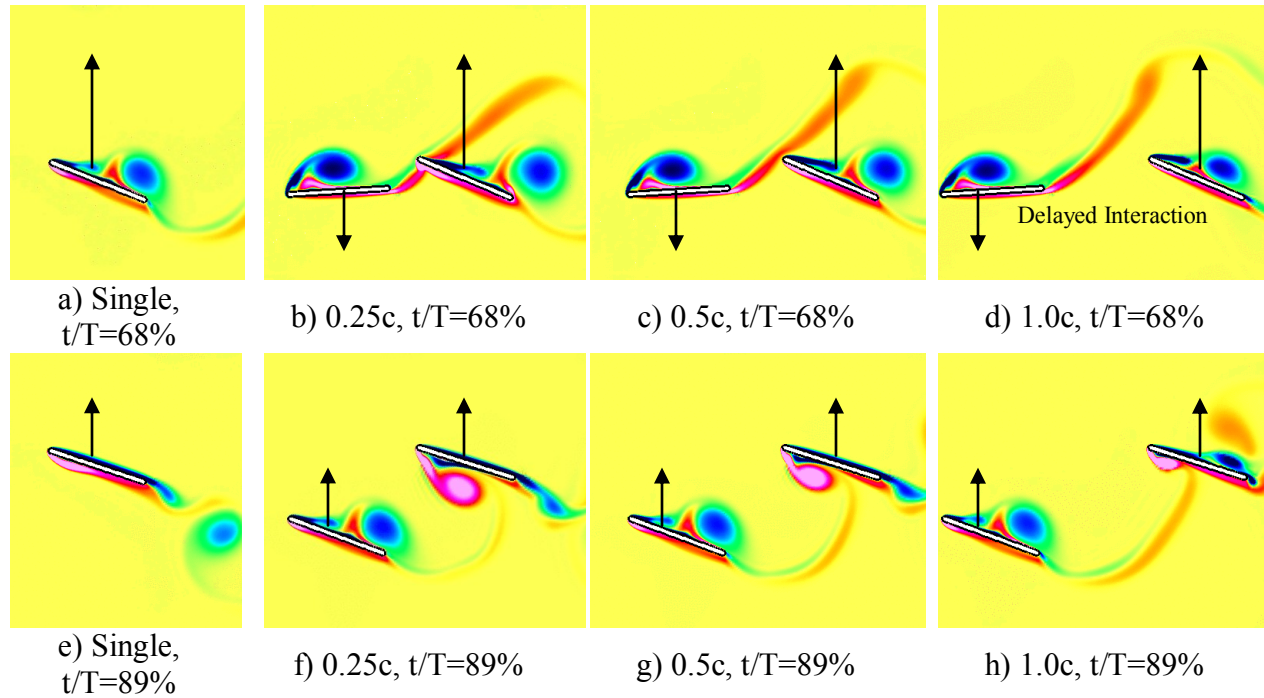 Delayed Interaction
a) Single,
t/T=68%
b) 0.25c, t/T=68%
c) 0.5c, t/T=68%
d) 1.0c, t/T=68%
e) Single,
t/T=89%
f) 0.25c, t/T=89%
g) 0.5c, t/T=89%
h) 1.0c, t/T=89%